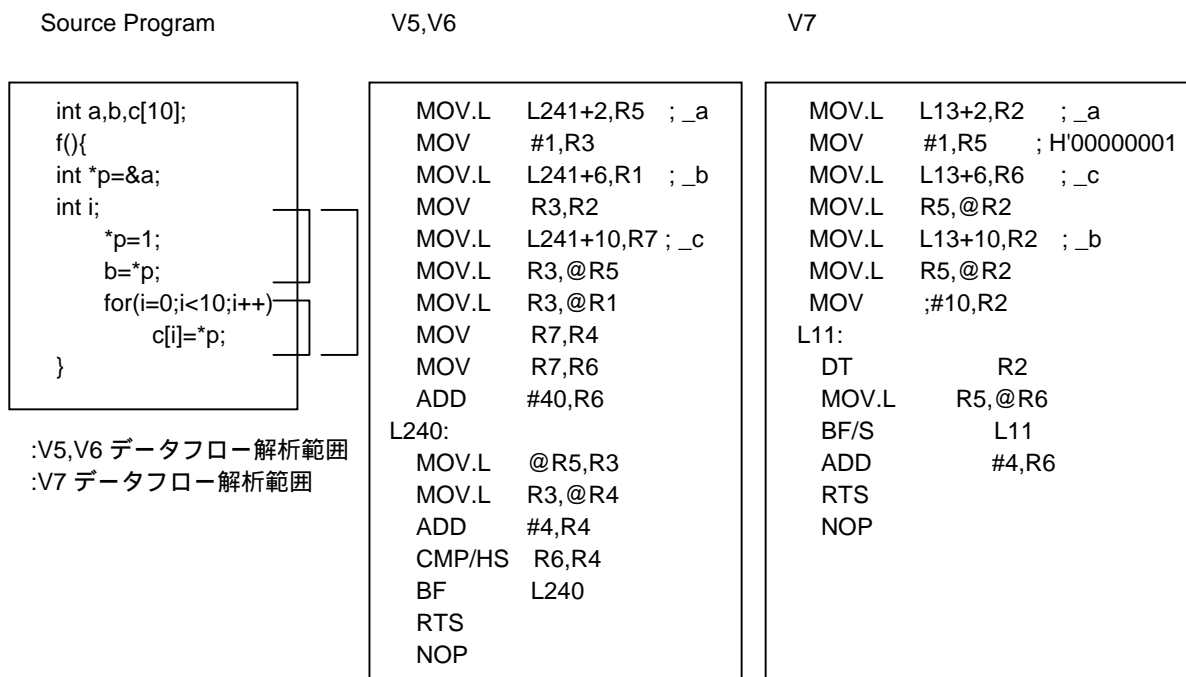 Source Program
int a,b,c[10];
f(){
int *p=&a;
int i;
*p=1;
b=*p;
for(i=0;i<10;i++)
c[i]=*p;
}
:V5,V6 データフロー解析範囲
:V7 データフロー解析範囲
V5,V6
MOV.L L241+2,R5 ; _a
MOV #1,R3
MOV.L L241+6,R1 ; _b
MOV R3,R2
MOV.L L241+10,R7 ; _c
MOV.L R3,@R5
MOV.L R3,@R1
MOV R7,R4
MOV R7,R6
ADD #40,R6
L240:
MOV.L @R5,R3
MOV.L R3,@R4
ADD #4,R4
CMP/HS R6,R4
BF L240
RTS
NOP
V7
MOV.L L13+2,R2 ; _a
MOV #1,R5 ; H'00000001
MOV.L L13+6,R6 ; _c
MOV.L R5,@R2
MOV.L L13+10,R2 ; _b
MOV.L R5,@R2
MOV ;#10,R2
L11:
DT R2
MOV.L R5,@R6
BF/S L11
ADD #4,R6
RTS
NOP